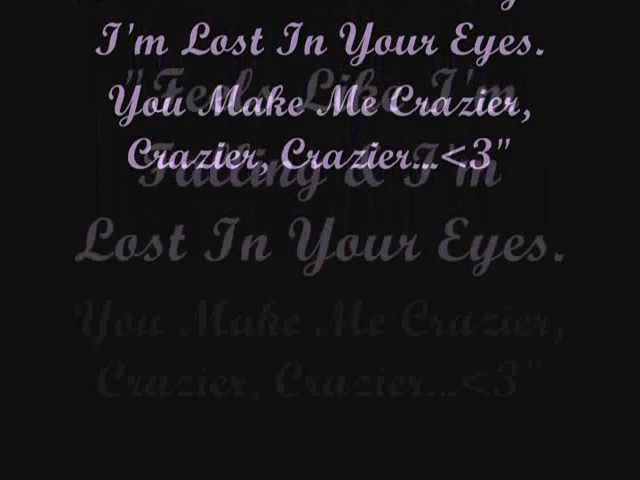 I'm Lost In Your Eyes.
"Feels Like I'm
You Make Me Crazier,
Crazier, Crazier...<3"
Falling & I'm
Lost In Your Eyes.
You Make Me Crazier,
Crazier, Crazier...<3"